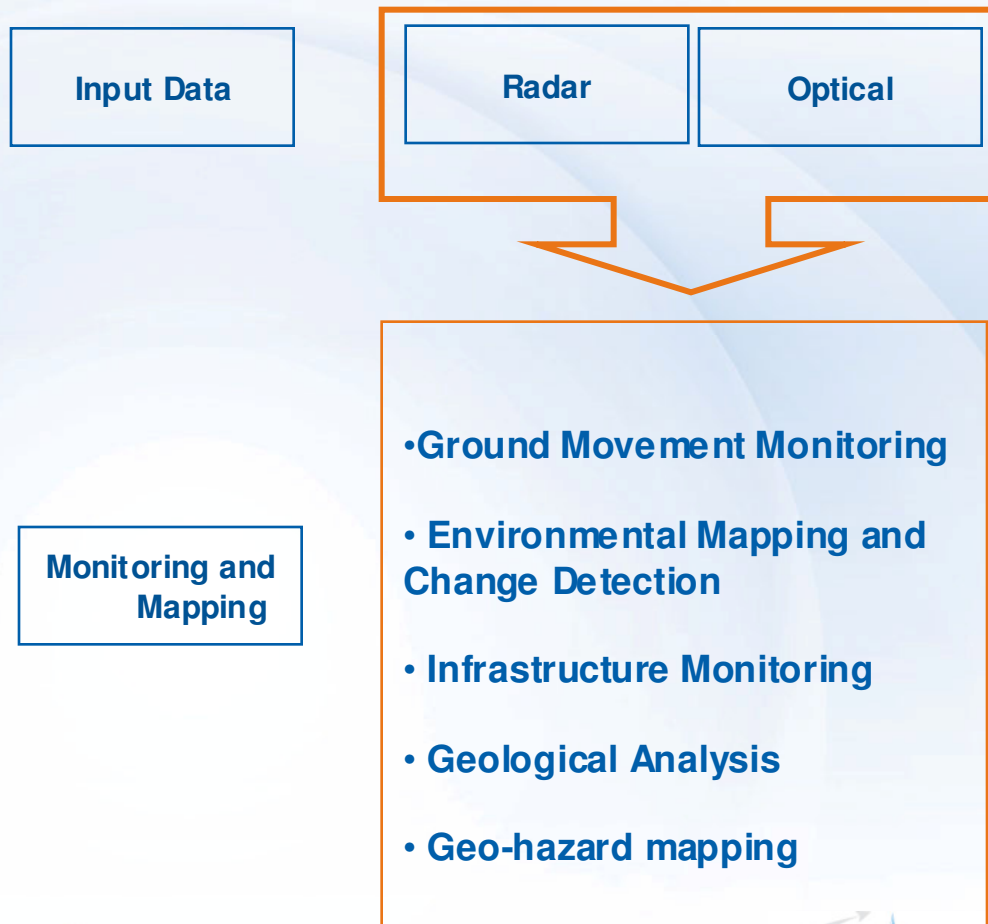 Input Data
Radar
Optical
•Ground Movement Monitoring
• Environmental Mapping and
Change Detection
Monitoring and
Mapping
• Infrastructure Monitoring
• Geological Analysis
• Geo-hazard mapping